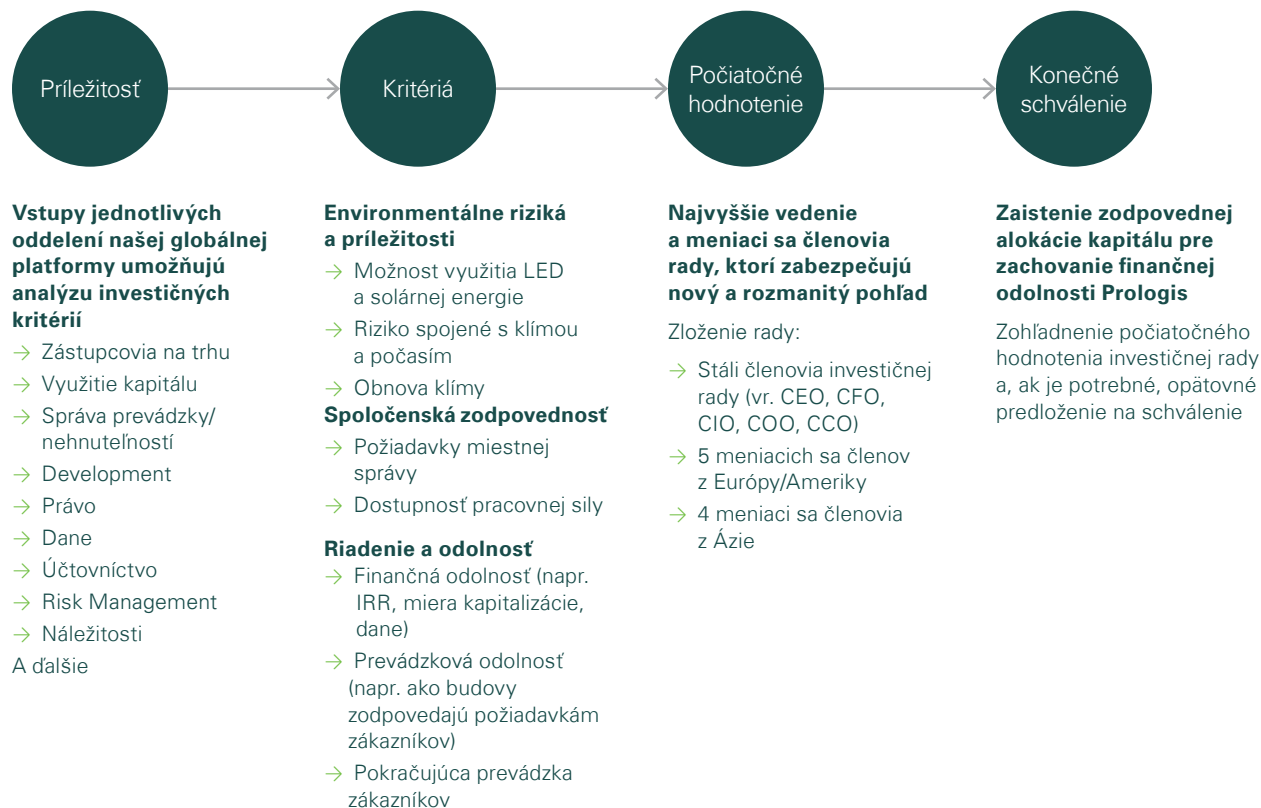 Príležitosť
Kritériá
Počiatočné
hodnotenie
Konečné
schválenie
Vstupy jednotlivých
oddelení našej globálnej
platformy umožňujú
analýzu investičných
kritérií
→ Zástupcovia na trhu
→ Využitie kapitálu
→ Správa prevádzky/
nehnuteľností
→ Development
→ Právo
→ Dane
→ Účtovníctvo
→ Risk Management
→ Náležitosti
A ďalšie
Environmentálne riziká
a príležitosti
→ Možnost využitia LED
a solárnej energie
→ Riziko spojené s klímou
a počasím
→ Obnova klímy
Spoločenská zodpovednosť
→ Požiadavky miestnej
správy
→ Dostupnosť pracovnej sily
Riadenie a odolnosť
→ Finančná odolnosť (napr.
IRR, miera kapitalizácie,
dane)
→ Prevádzková odolnosť
(napr. ako budovy
zodpovedajú požiadavkám
zákazníkov)
→ Pokračujúca prevádzka
zákazníkov
Najvyššie vedenie
a meniaci sa členovia
rady, ktorí zabezpečujú
nový a rozmanitý pohľad
Zloženie rady:
→ Stáli členovia investičnej
rady (vr. CEO, CFO,
CIO, COO, CCO)
→ 5 meniacich sa členov
z Európy/Ameriky
→ 4 meniaci sa členovia
z Ázie
Zaistenie zodpovednej
alokácie kapitálu pre
zachovanie finančnej
odolnosti Prologis
Zohľadnenie počiatočného
hodnotenia investičnej rady
a, ak je potrebné, opätovné
predloženie na schválenie